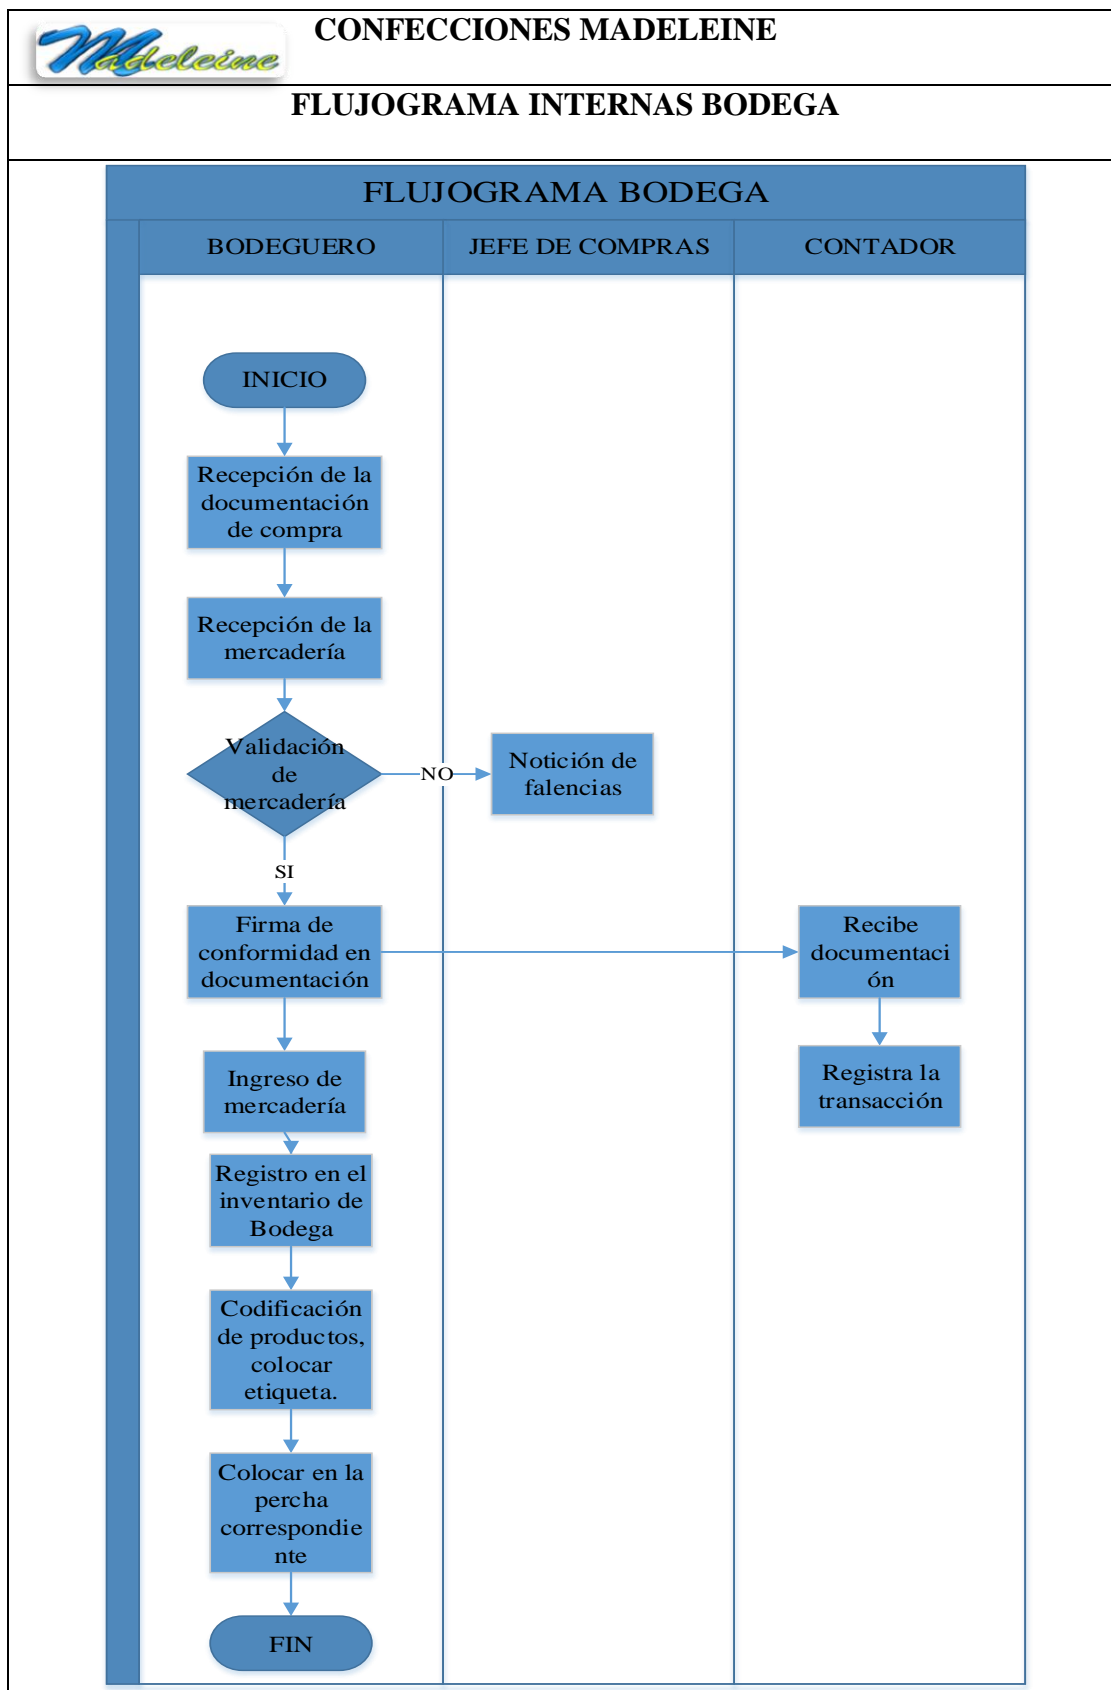 Madeleine
CONFECCIONES MADELEINE
FLUJOGRAMA INTERNAS BODEGA
FLUJOGRAMA BODEGA
BODEGUERO
JEFE DE COMPRAS
CONTADOR
INICIO
Recepción de la
documentación
de compra
Recepción de la
mercadería
Validación
de
mercadería
NO
Notición de
falencias
SI
Firma de
conformidad en
documentación
Recibe
documentaci
ón
Registra la
transacción
Ingreso de
mercadería
Registro en el
inventario de
Bodega
Codificación
de productos,
colocar
etiqueta.
Colocar en la
percha
correspondie
nte
FIN